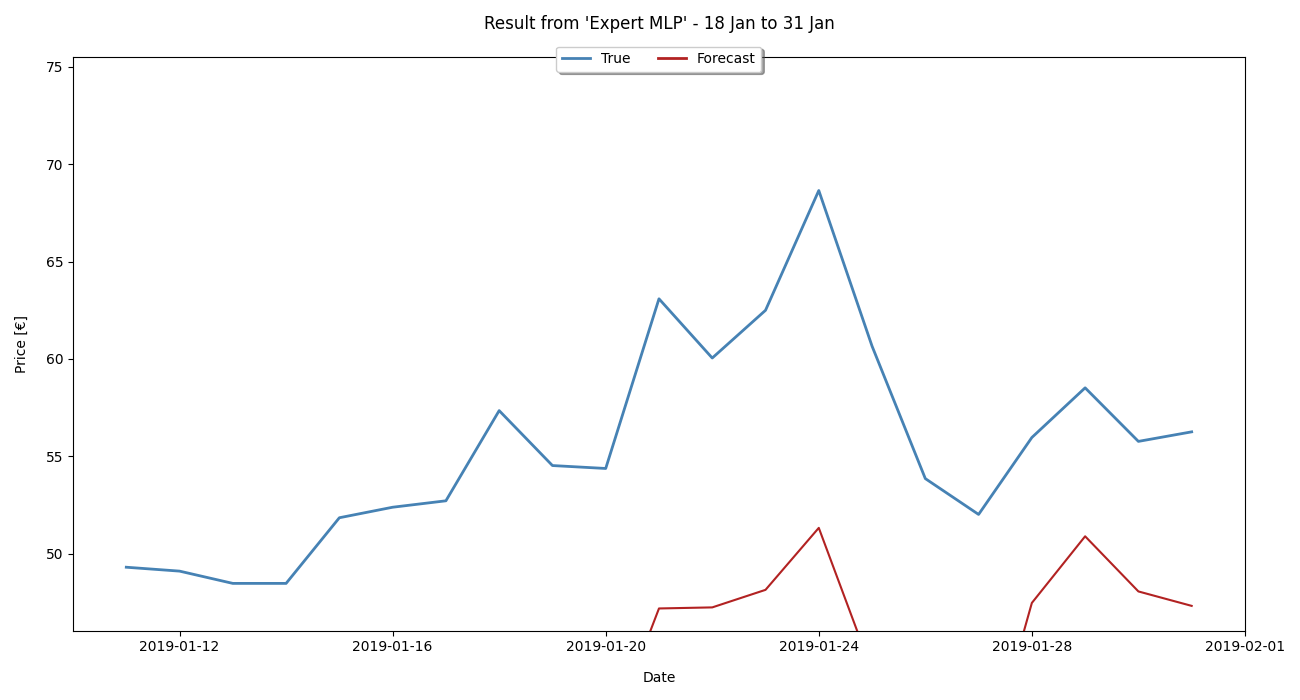 Result from 'Expert MLP' - 18 Jan to 31 Jan
True Forecast
75
70
65
60
55
50
Price [€]
2019-01-12 2019-01-16 2019-01-20 2019-01-24 2019-01-28 2019-02-01
Date